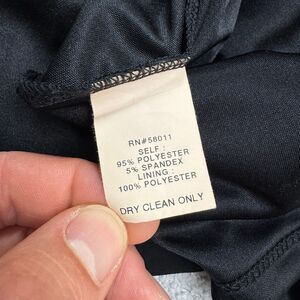 RN#58011
SELF :
95% POLYESTER
5% SPANDEX
LINING :
100% POLYESTER
DRY CLEAN ONLY